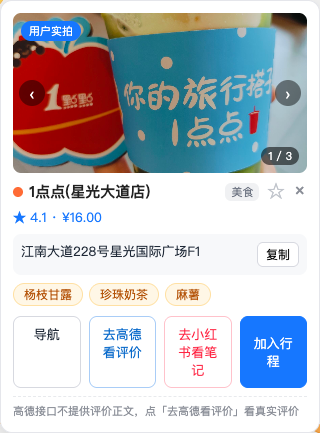 用户实拍
1點點
你的旅行搭子
1点点
‹
›
1 / 3
1点点(星光大道店)
美食
☆
×
★ 4.1 · ¥16.00
江南大道228号星光国际广场F1
复制
杨枝甘露
珍珠奶茶
麻薯
导航
去高德
看评价
去小红
书看笔
记
加入行
程
高德接口不提供评价正文，点「去高德看评价」看真实评价